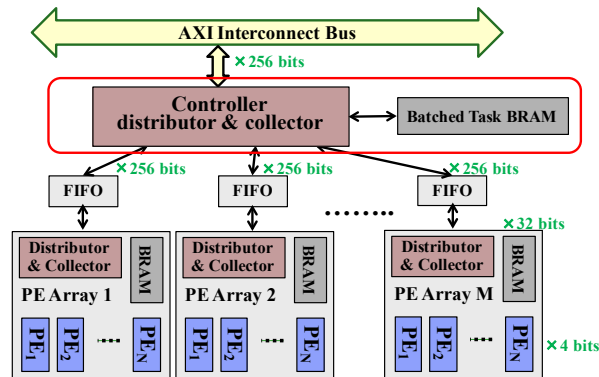 AXI Interconnect Bus
×256 bits
Controller
distributor & collector
Batched Task BRAM
×256 bits
×256 bits
×256 bits
FIFO
FIFO
FIFO
×32 bits
Distributor
& Collector
BRAM
PE Array 1
PE1
PE2
PEN
Distributor
& Collector
BRAM
PE Array 2
PE1
PE2
PEN
Distributor
& Collector
BRAM
PE Array M
PE1
PE2
PEN
×4 bits